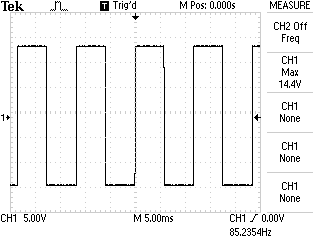 Tek T Trig'd M Pos: 0.000s MEASURE
CH2 Off
Freq
CH1
Max
14.4V
1
CH1
None
CH1
None
CH1
None
CH1 5.00V M 5.00ms CH1 / 0.00V
85.2354Hz